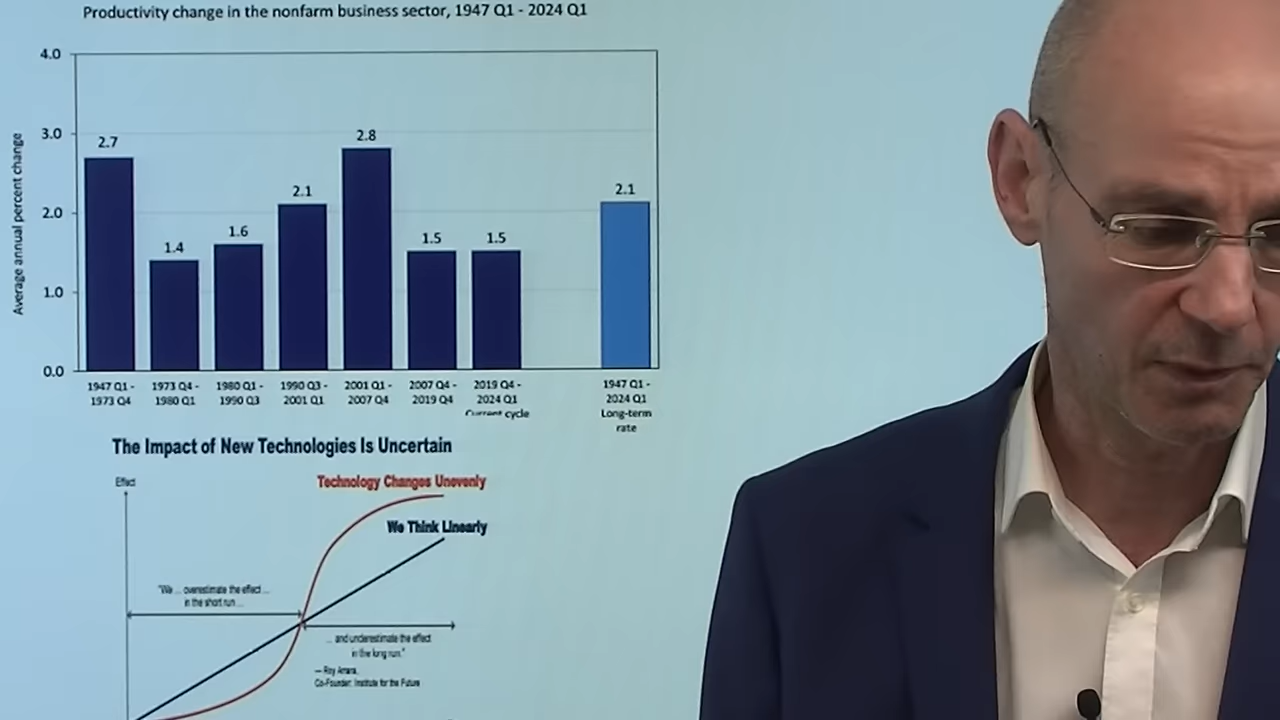 Productivity change in the nonfarm business sector, 1947 Q1 - 2024 Q1
Average annual percent change
4.0
3.0
2.0
1.0
0.0
2.7
1.4
1.6
2.1
2.8
1.5
1.5
2.1
1947 Q1 -
1973 Q4
1973 Q4 -
1980 Q1
1980 Q1 -
1990 Q3
1990 Q3 -
2001 Q1
2001 Q1 -
2007 Q4
2007 Q4 -
2019 Q4
2019 Q4 -
2024 Q1
Current cycle
1947 Q1 -
2024 Q1
Long-term
rate
The Impact of New Technologies Is Uncertain
Effect
Technology Changes Unevenly
We Think Linearly
"We ... overestimate the effect ...
in the short run ...
... and underestimate the effect
in the long run."
— Roy Amara,
Co-Founder, Institute for the Future